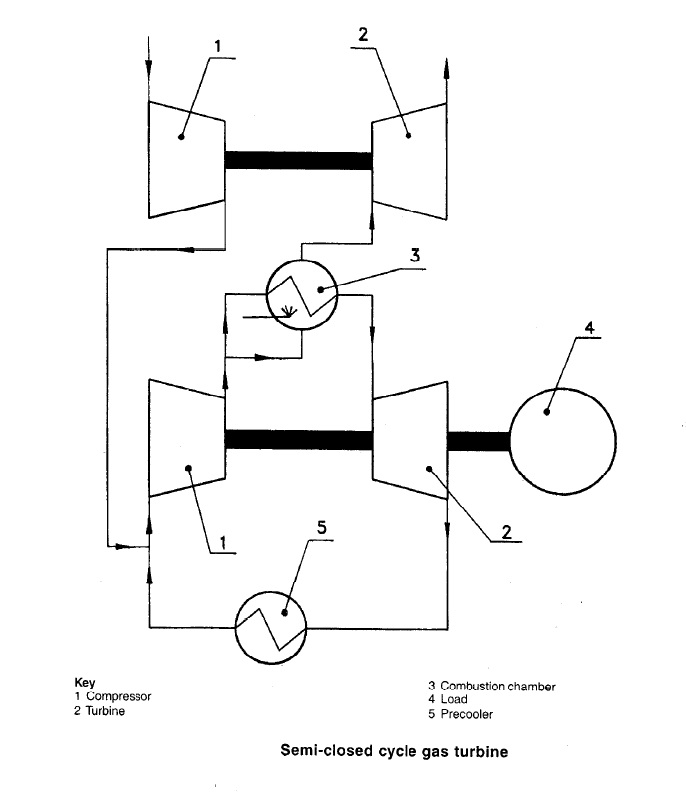 1
2
3
4
1
2
5
Key
1 Compressor
2 Turbine
3 Combustion chamber
4 Load
5 Precooler
Semi-closed cycle gas turbine